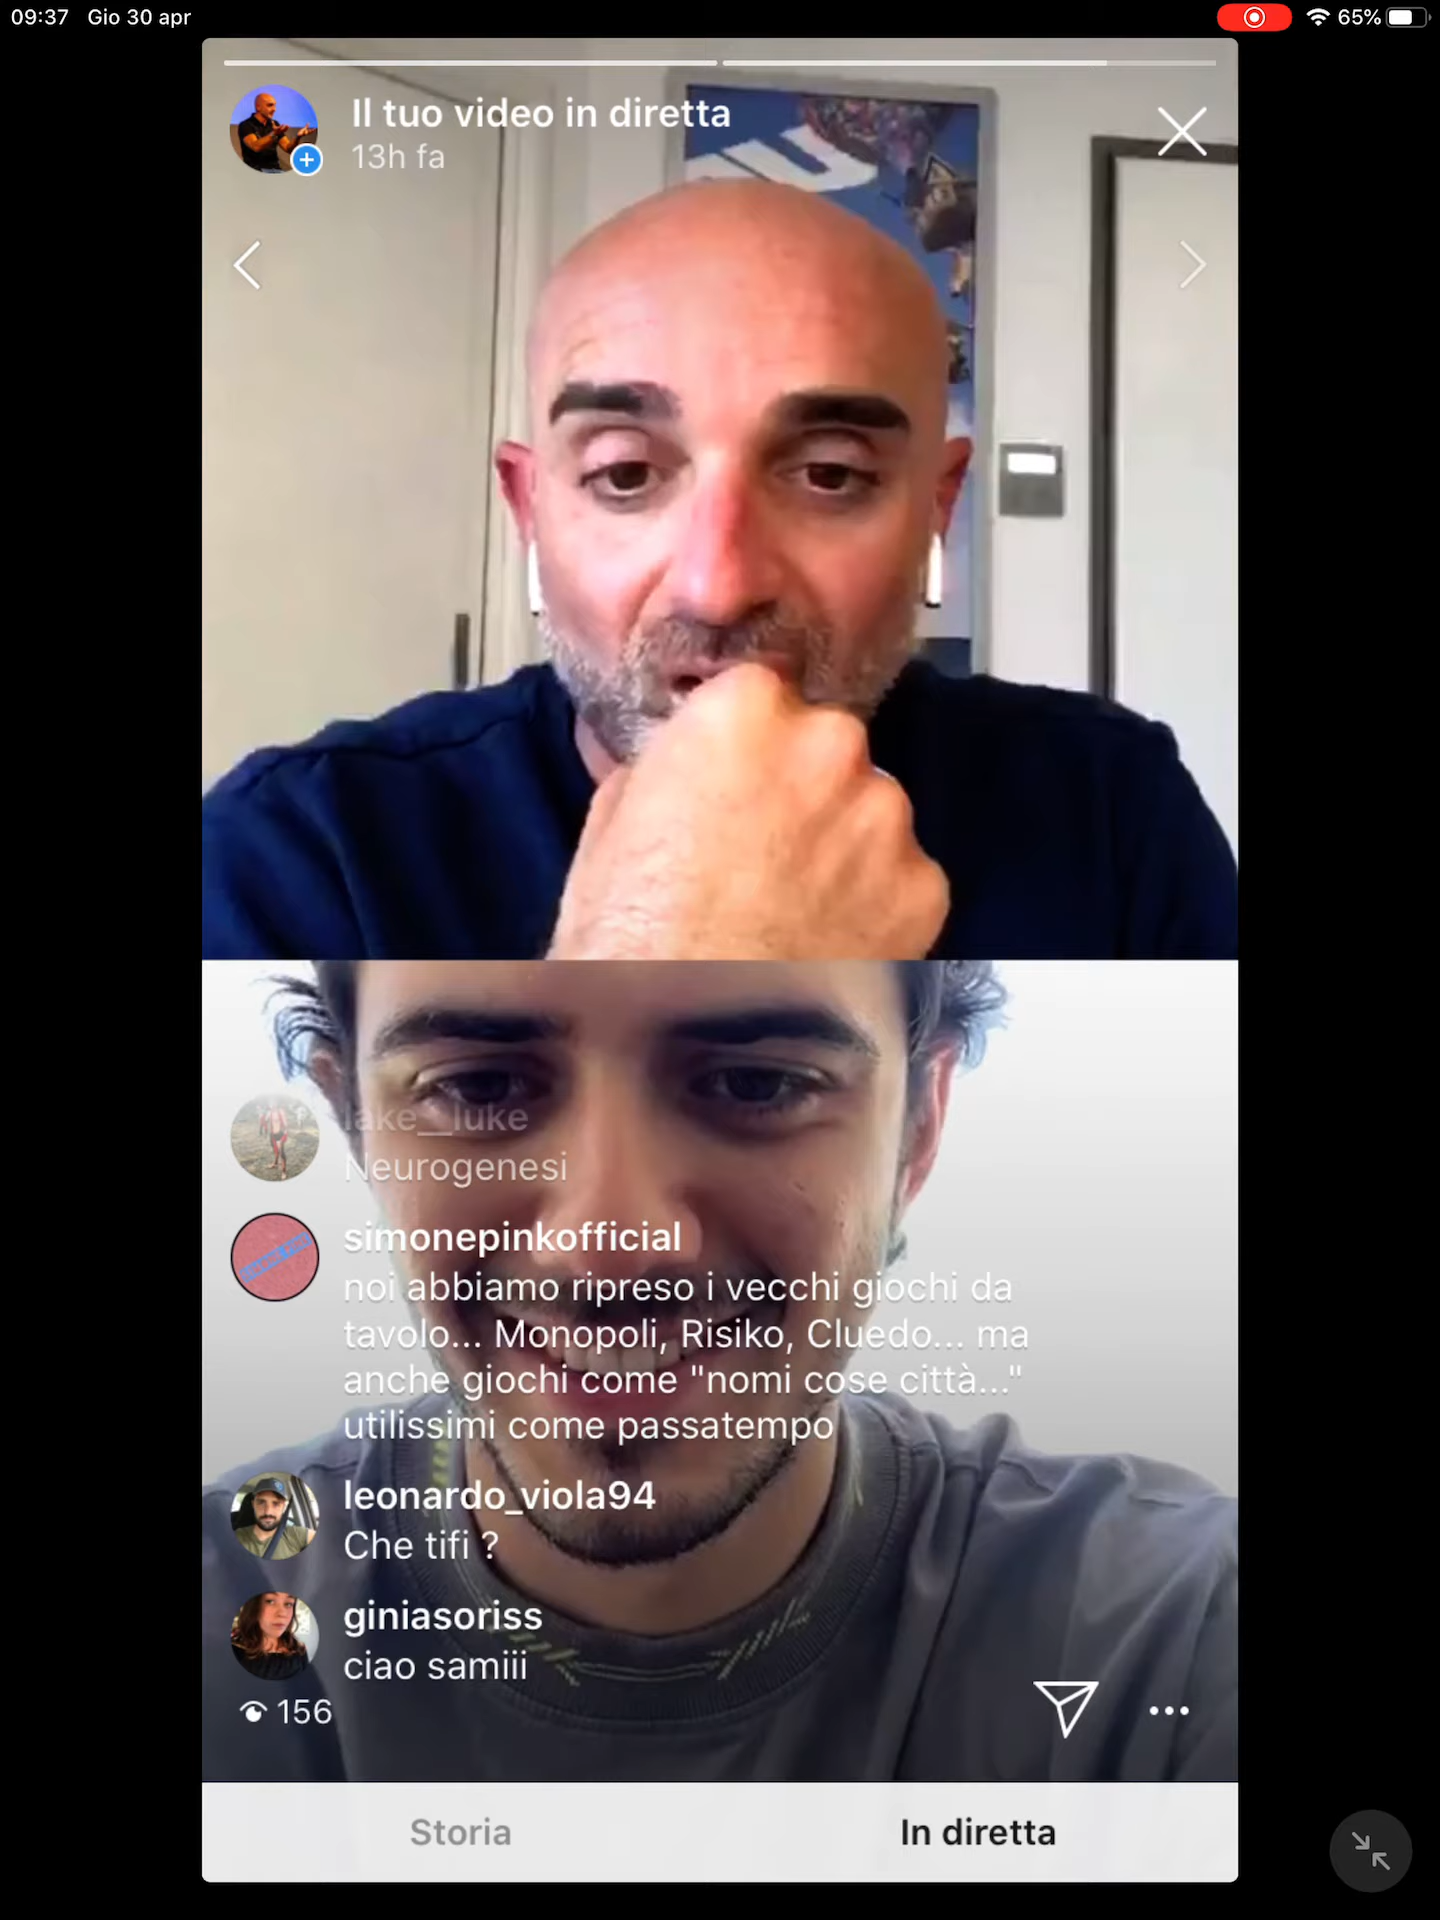 09:37 Gio 30 apr
65%
Il tuo video in diretta
13h fa
lake__luke
Neurogenesi
simonepinkofficial
noi abbiamo ripreso i vecchi giochi da
tavolo... Monopoli, Risiko, Cluedo... ma
anche giochi come "nomi cose città..."
utilissimi come passatempo
leonardo_viola94
Che tifi ?
giniasoriss
ciao samiii
156
Storia
In diretta